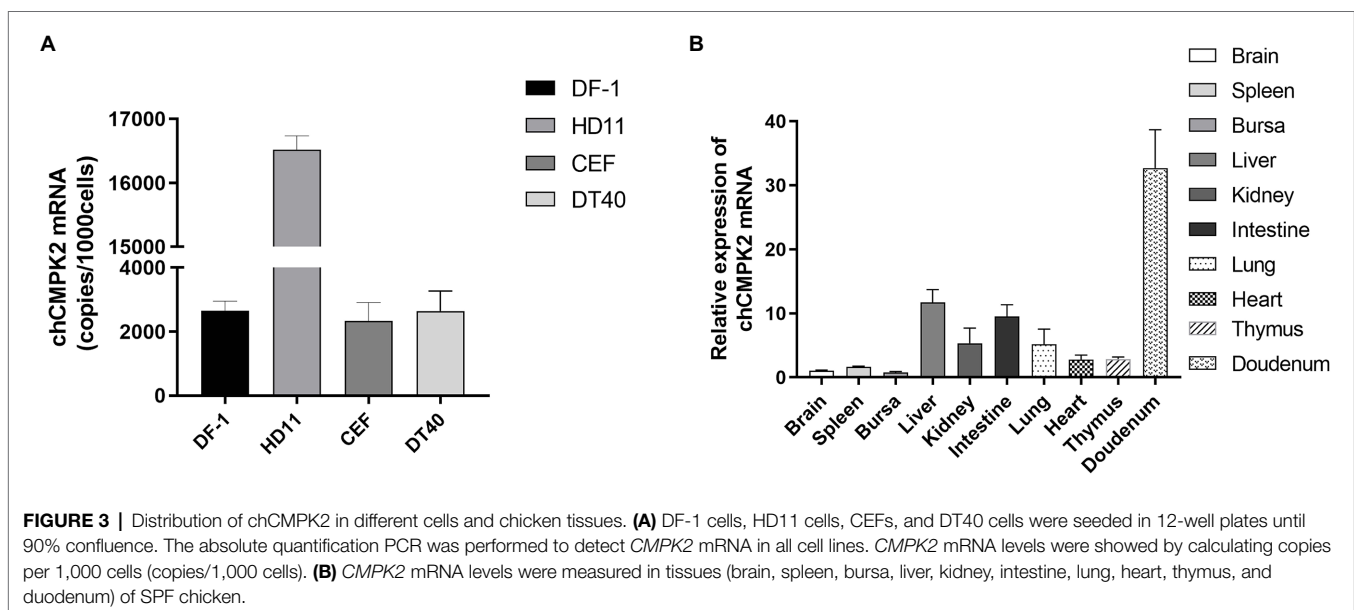 A
chCMPK2 mRNA
(copies/1000cells)
17000
16000
15000
4000
2000
0
DF-1
HD11
CEF
DT40
DF-1
HD11
CEF
DT40
B
Relative expression of
chCMPK2 mRNA
40
30
20
10
0
Brain
Spleen
Bursa
Liver
Kidney
Intestine
Lung
Heart
Thymus
Doudenum
Brain
Spleen
Bursa
Liver
Kidney
Intestine
Lung
Heart
Thymus
Doudenum
FIGURE 3 | Distribution of chCMPK2 in different cells and chicken tissues. (A) DF-1 cells, HD11 cells, CEFs, and DT40 cells were seeded in 12-well plates until
90% confluence. The absolute quantification PCR was performed to detect CMPK2 mRNA in all cell lines. CMPK2 mRNA levels were showed by calculating copies
per 1,000 cells (copies/1,000 cells). (B) CMPK2 mRNA levels were measured in tissues (brain, spleen, bursa, liver, kidney, intestine, lung, heart, thymus, and
duodenum) of SPF chicken.